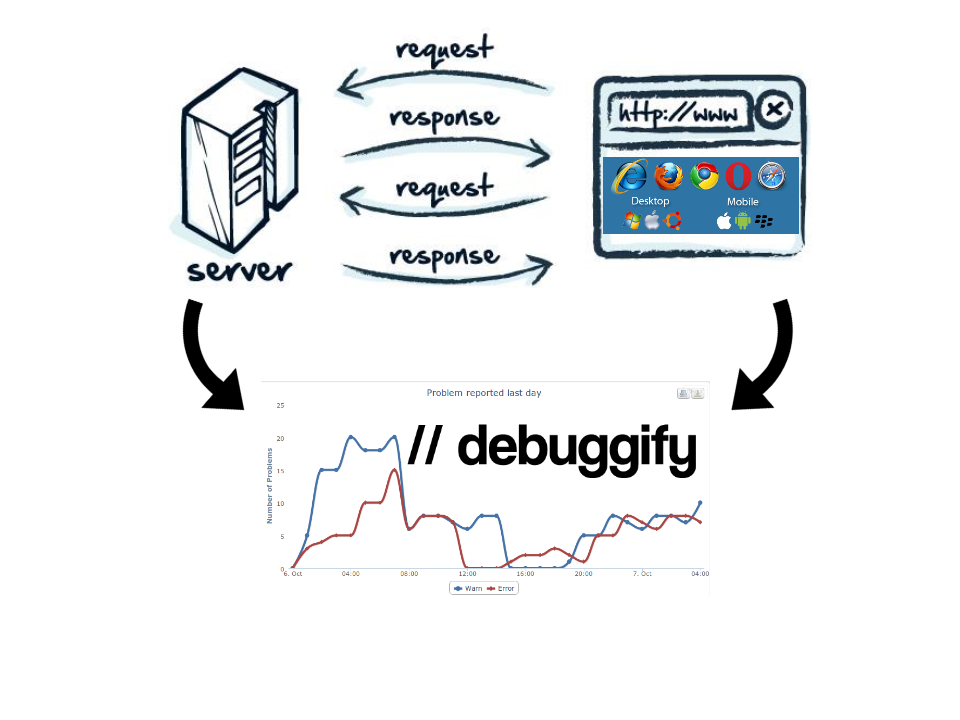 request
response
request
response
server
http://www
Desktop
Mobile
Problem reported last day
// debuggify
Number of Problems
25
20
15
10
5
0
6. Oct
04:00
08:00
12:00
16:00
20:00
7. Oct
04:00
Warn
Error